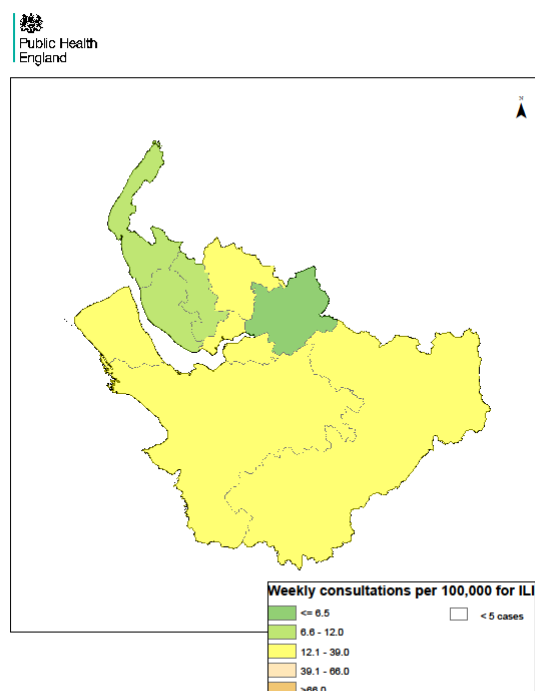 Public Health
England
N
Weekly consultations per 100,000 for ILI
<= 6.5
< 5 cases
6.6 - 12.0
12.1 - 39.0
39.1 - 66.0
>66.0